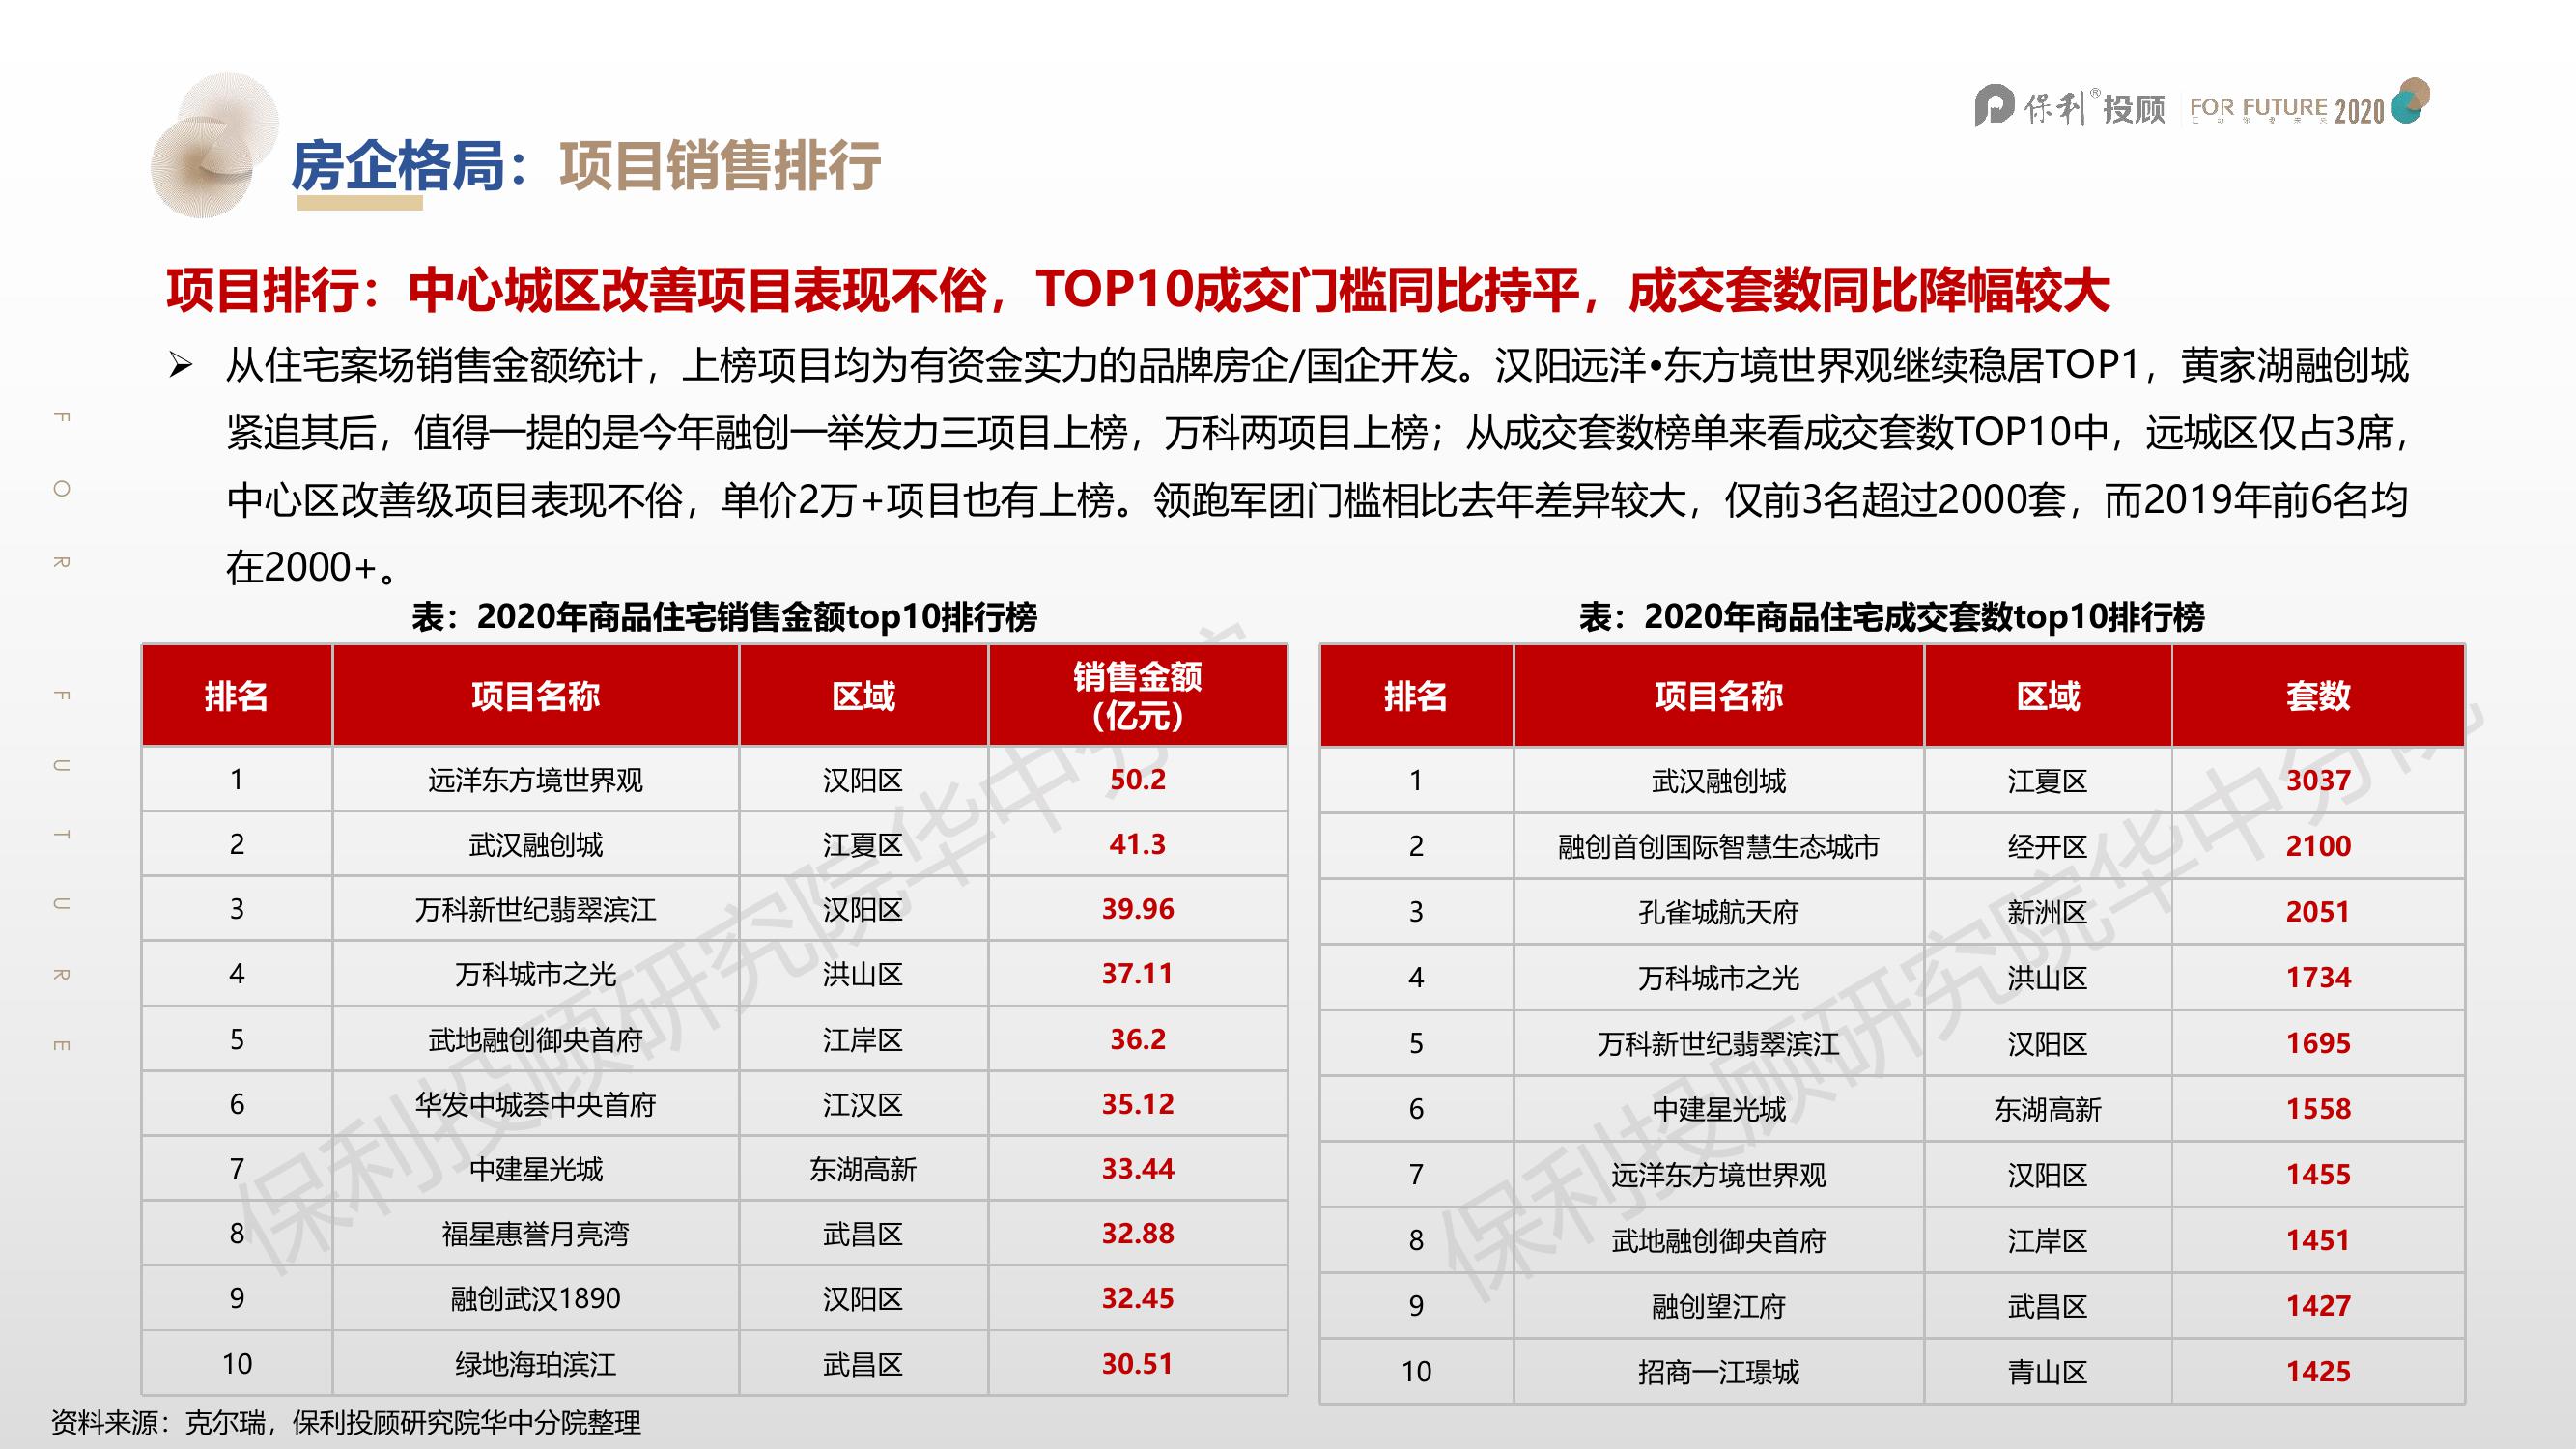 保利®投顾 FOR FUTURE 2020
房企格局：项目销售排行
项目排行：中心城区改善项目表现不俗，TOP10成交门槛同比持平，成交套数同比降幅较大
➢ 从住宅案场销售金额统计，上榜项目均为有资金实力的品牌房企/国企开发。汉阳远洋•东方境世界观继续稳居TOP1，黄家湖融创城
紧追其后，值得一提的是今年融创一举发力三项目上榜，万科两项目上榜；从成交套数榜单来看成交套数TOP10中，远城区仅占3席，
中心区改善级项目表现不俗，单价2万+项目也有上榜。领跑军团门槛相比去年差异较大，仅前3名超过2000套，而2019年前6名均
在2000+。
FOR FUTURE
表：2020年商品住宅销售金额top10排行榜
排名 项目名称 区域 销售金额
（亿元）
1 远洋东方境世界观 汉阳区 50.2
2 武汉融创城 江夏区 41.3
3 万科新世纪翡翠滨江 汉阳区 39.96
4 万科城市之光 洪山区 37.11
5 武地融创御央首府 江岸区 36.2
6 华发中城荟中央首府 江汉区 35.12
7 中建星光城 东湖高新 33.44
8 福星惠誉月亮湾 武昌区 32.88
9 融创武汉1890 汉阳区 32.45
10 绿地海珀滨江 武昌区 30.51
表：2020年商品住宅成交套数top10排行榜
排名 项目名称 区域 套数
1 武汉融创城 江夏区 3037
2 融创首创国际智慧生态城市 经开区 2100
3 孔雀城航天府 新洲区 2051
4 万科城市之光 洪山区 1734
5 万科新世纪翡翠滨江 汉阳区 1695
6 中建星光城 东湖高新 1558
7 远洋东方境世界观 汉阳区 1455
8 武地融创御央首府 江岸区 1451
9 融创望江府 武昌区 1427
10 招商一江璟城 青山区 1425
保利投顾研究院华中分院
保利投顾研究院华中分院
资料来源：克尔瑞，保利投顾研究院华中分院整理